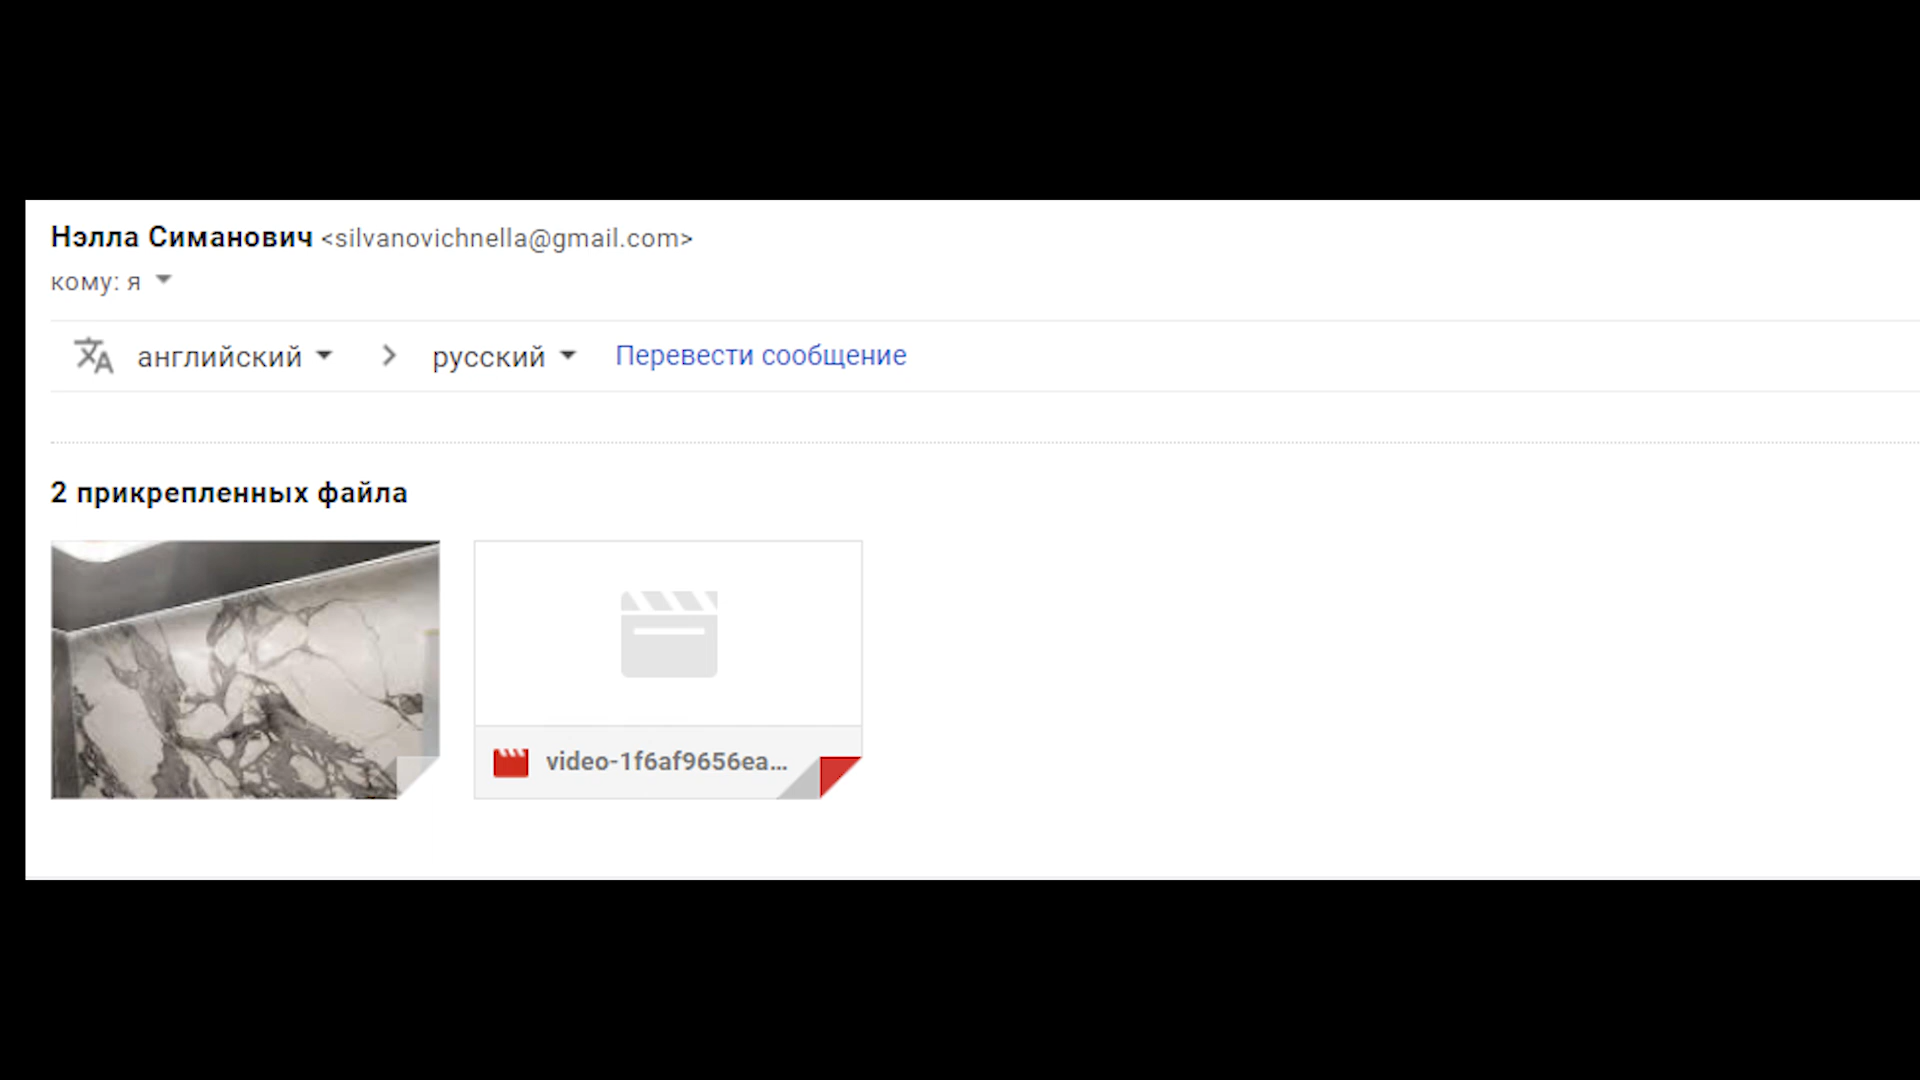 Нэлла Симанович <silvanovichnella@gmail.com>
кому: я
английский > русский Перевести сообщение
2 прикрепленных файла
video-1f6af9656ea...